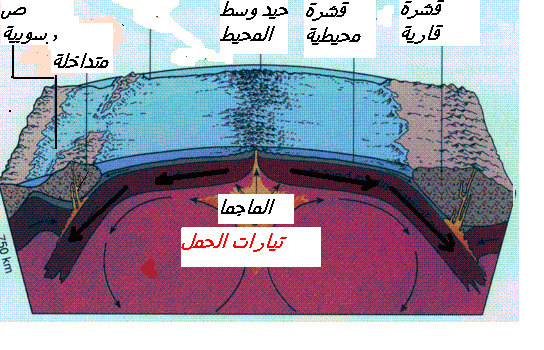 ص
, سوبية
متداخلة
حيد وسط
المحيط
قشرة
محيطية
قشرة
قارية
الماجما
تيارات الحمل
750 km